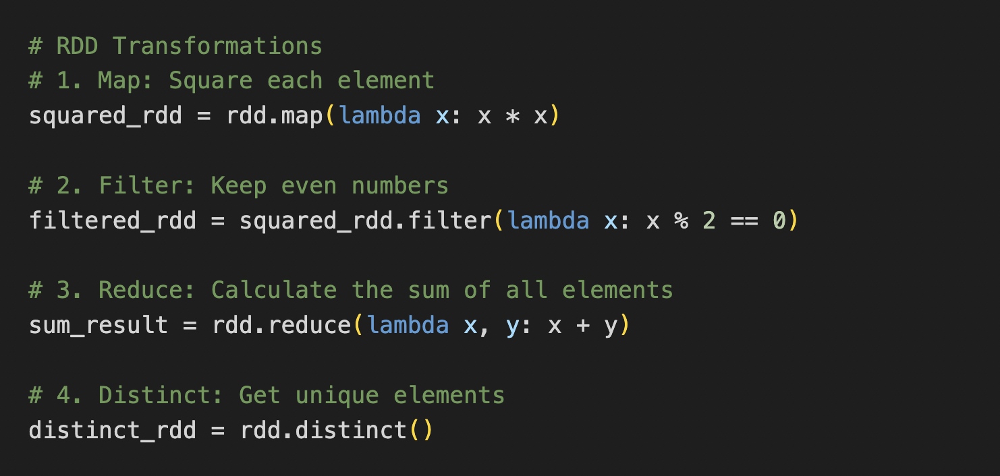 # RDD Transformations
# 1. Map: Square each element
squared_rdd = rdd.map(lambda x: x * x)
# 2. Filter: Keep even numbers
filtered_rdd = squared_rdd.filter(lambda x: x % 2 == 0)
# 3. Reduce: Calculate the sum of all elements
sum_result = rdd.reduce(lambda x, y: x + y)
# 4. Distinct: Get unique elements
distinct_rdd = rdd.distinct()